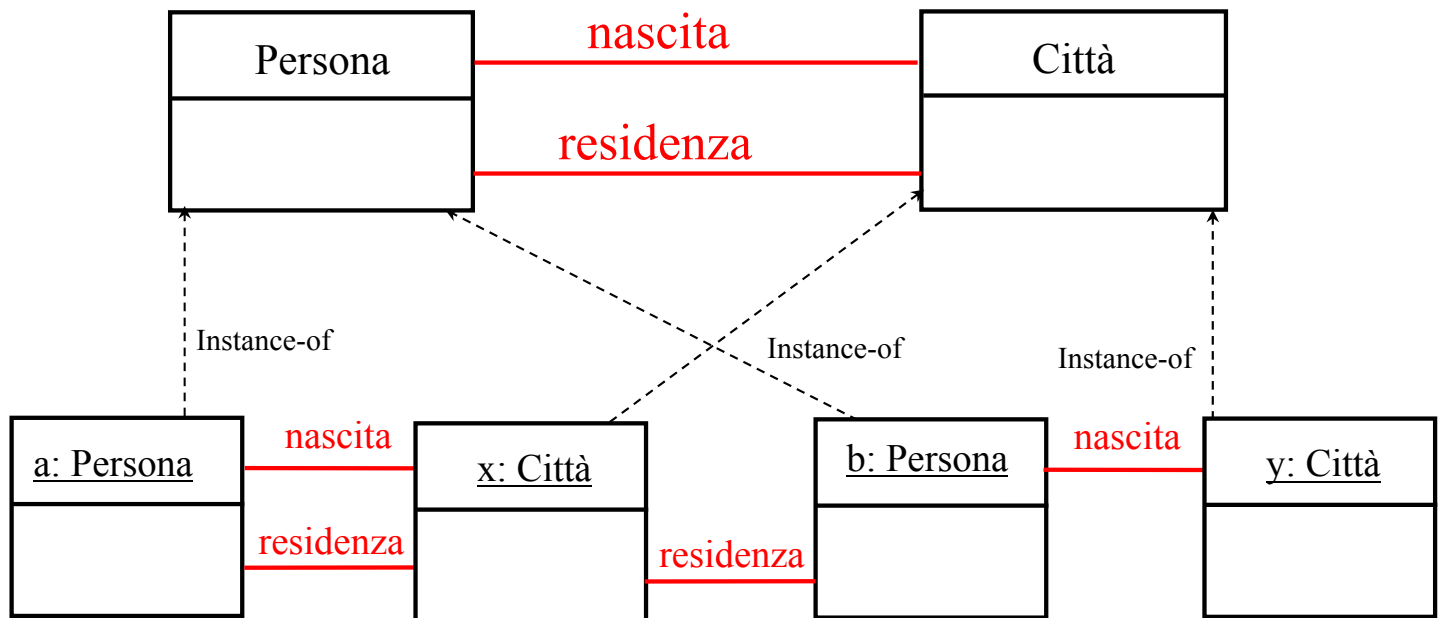 nascita
Persona
Città
residenza
Instance-of
Instance-of
Instance-of
nascita
nascita
a: Persona
x: Città
b: Persona
y: Città
residenza
residenza